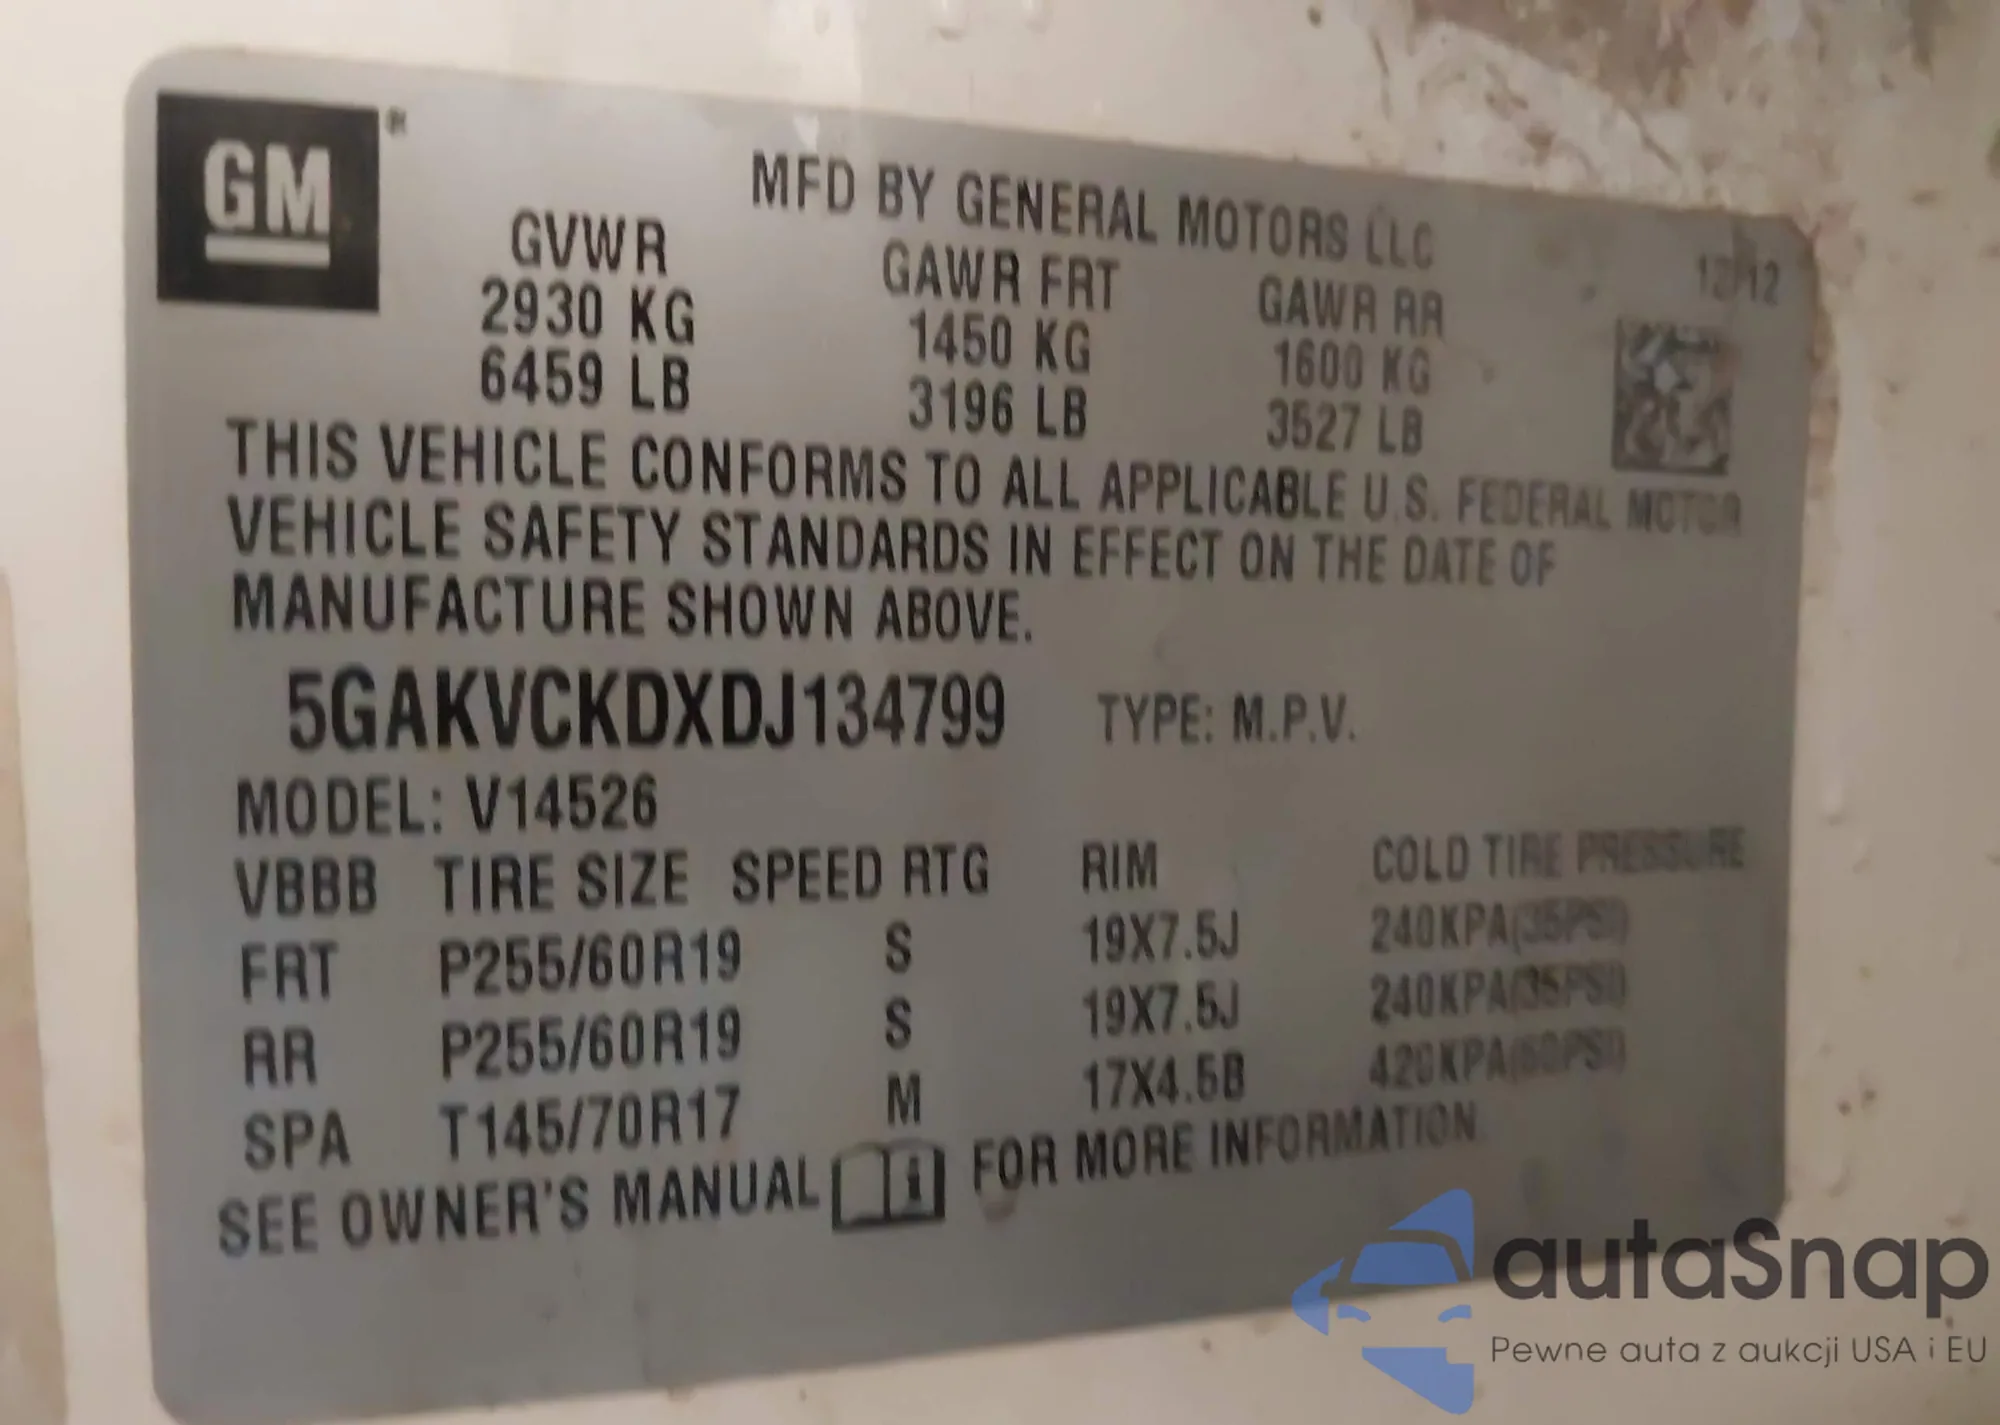 GM®
MFD BY GENERAL MOTORS LLC
12/12
GVWR GAWR FRT GAWR RR
2930 KG 1450 KG 1600 KG
6459 LB 3196 LB 3527 LB
THIS VEHICLE CONFORMS TO ALL APPLICABLE U.S. FEDERAL MOTOR
VEHICLE SAFETY STANDARDS IN EFFECT ON THE DATE OF
MANUFACTURE SHOWN ABOVE.
5GAKVCKDXDJ134799 TYPE: M.P.V.
MODEL: V14526
VBBB TIRE SIZE SPEED RTG RIM COLD TIRE PRESSURE
FRT P255/60R19 S 19X7.5J 240KPA(35PSI)
RR P255/60R19 S 19X7.5J 240KPA(35PSI)
SPA T145/70R17 M 17X4.5B 420KPA(60PSI)
SEE OWNER'S MANUAL i FOR MORE INFORMATION
autaSnap
Pewne auta z aukcji USA i EU